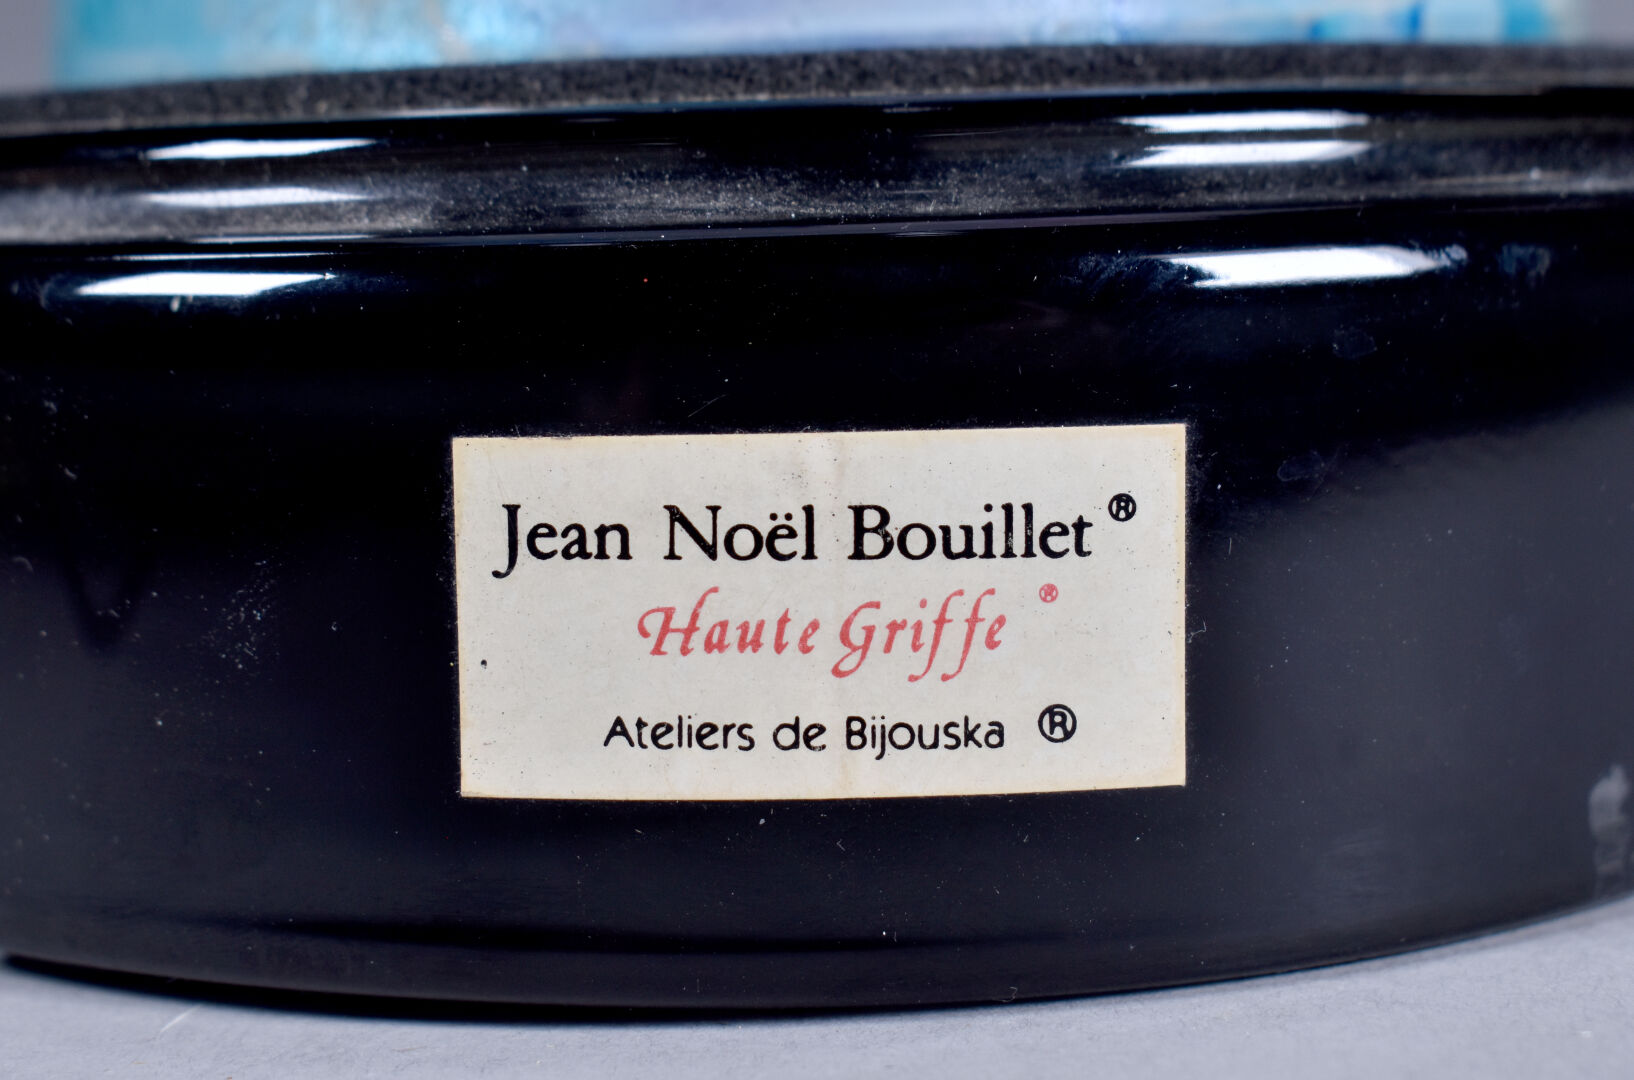 Jean Noël Bouillet®
Haute Griffe®
Ateliers de Bijouska ®